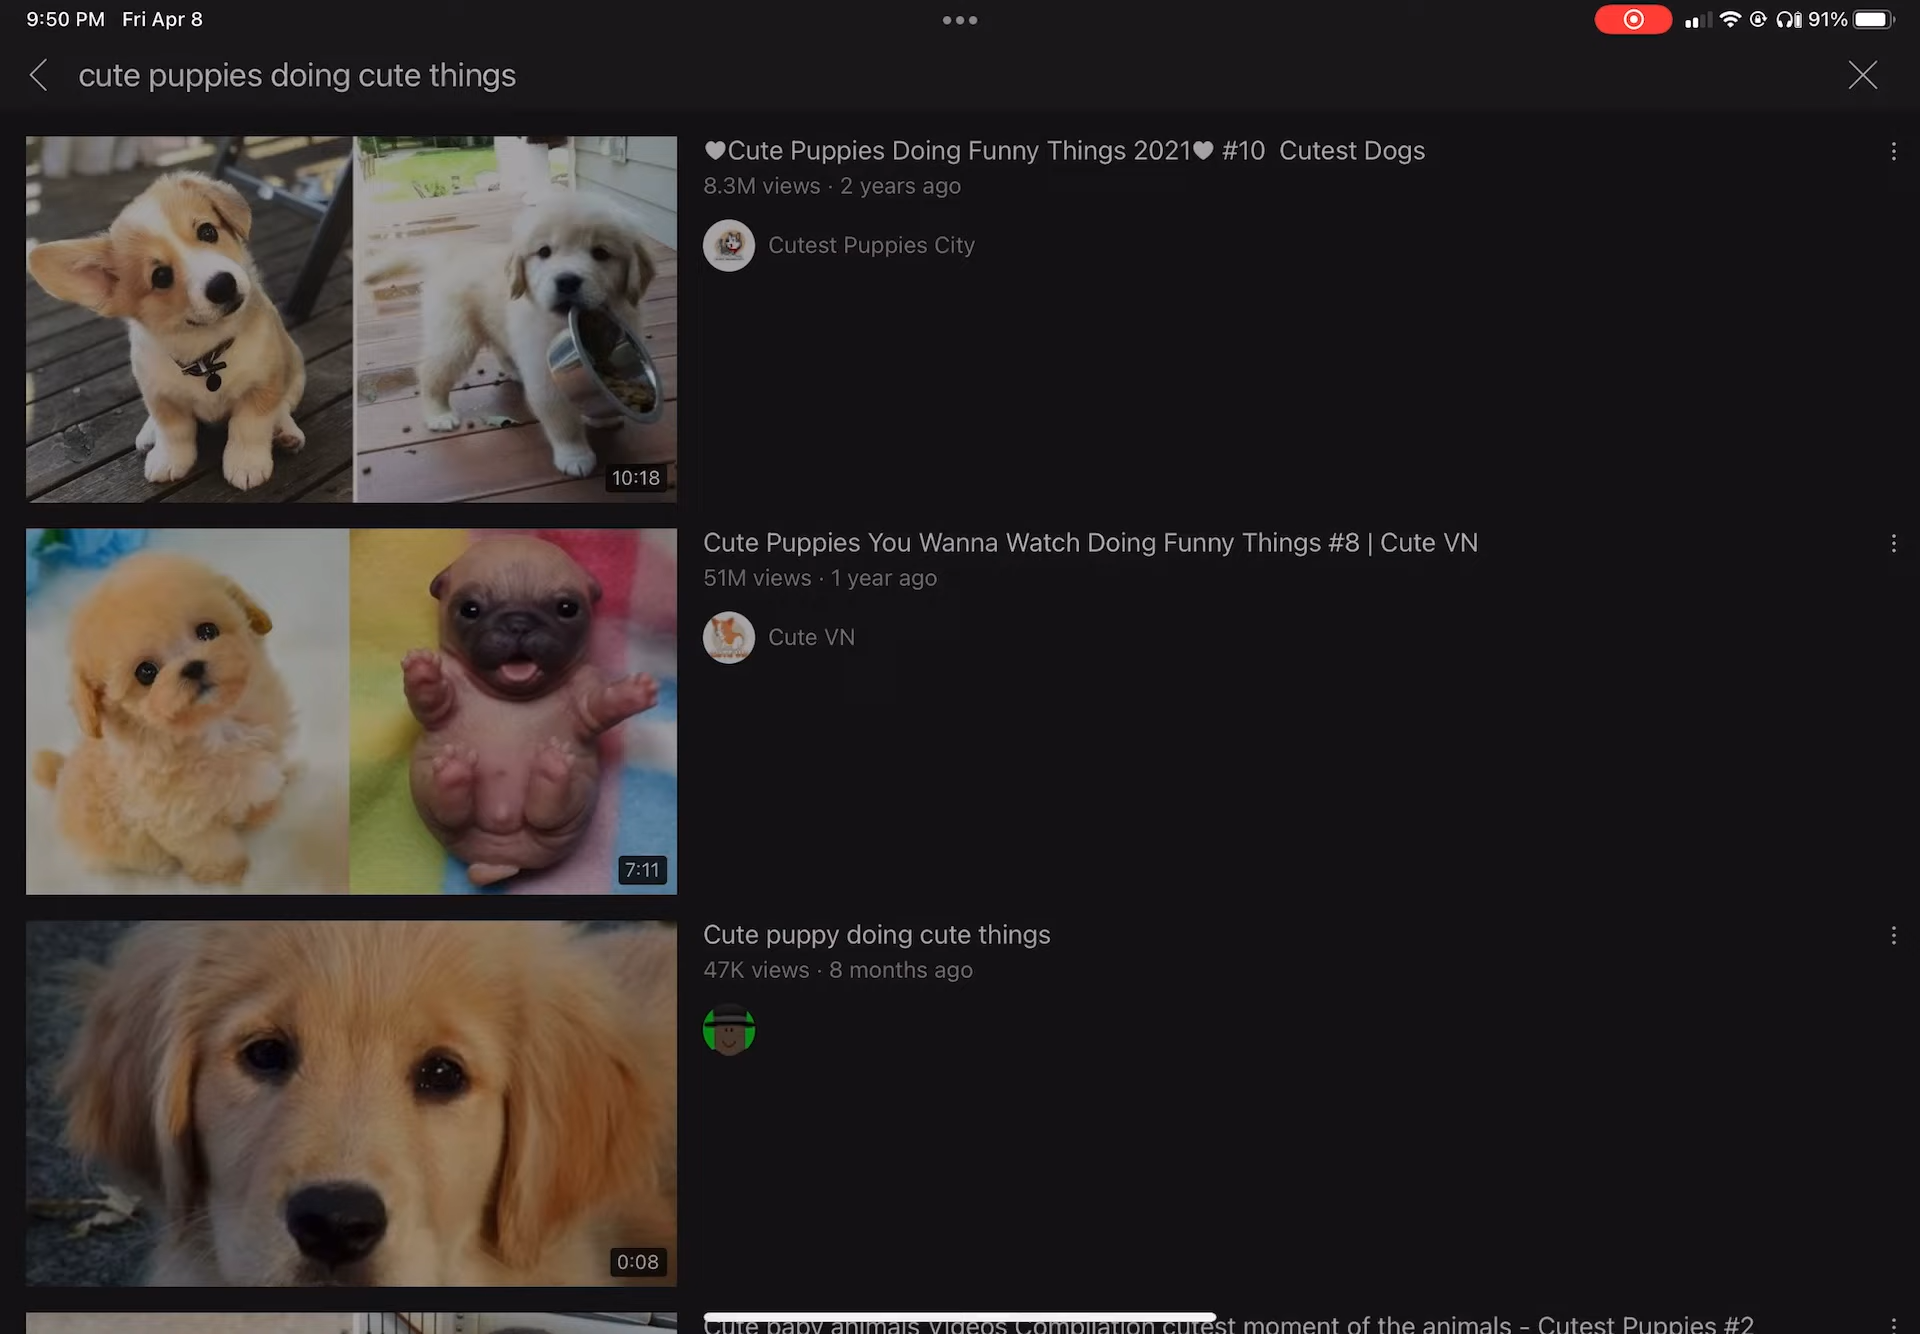 9:50 PM Fri Apr 8
91%
cute puppies doing cute things
♥Cute Puppies Doing Funny Things 2021♥ #10 Cutest Dogs
8.3M views · 2 years ago
Cutest Puppies City
10:18
Cute Puppies You Wanna Watch Doing Funny Things #8 | Cute VN
51M views · 1 year ago
Cute VN
7:11
Cute puppy doing cute things
47K views · 8 months ago
0:08
Cute baby animals Videos Compilation cutest moment of the animals - Cutest Puppies #2